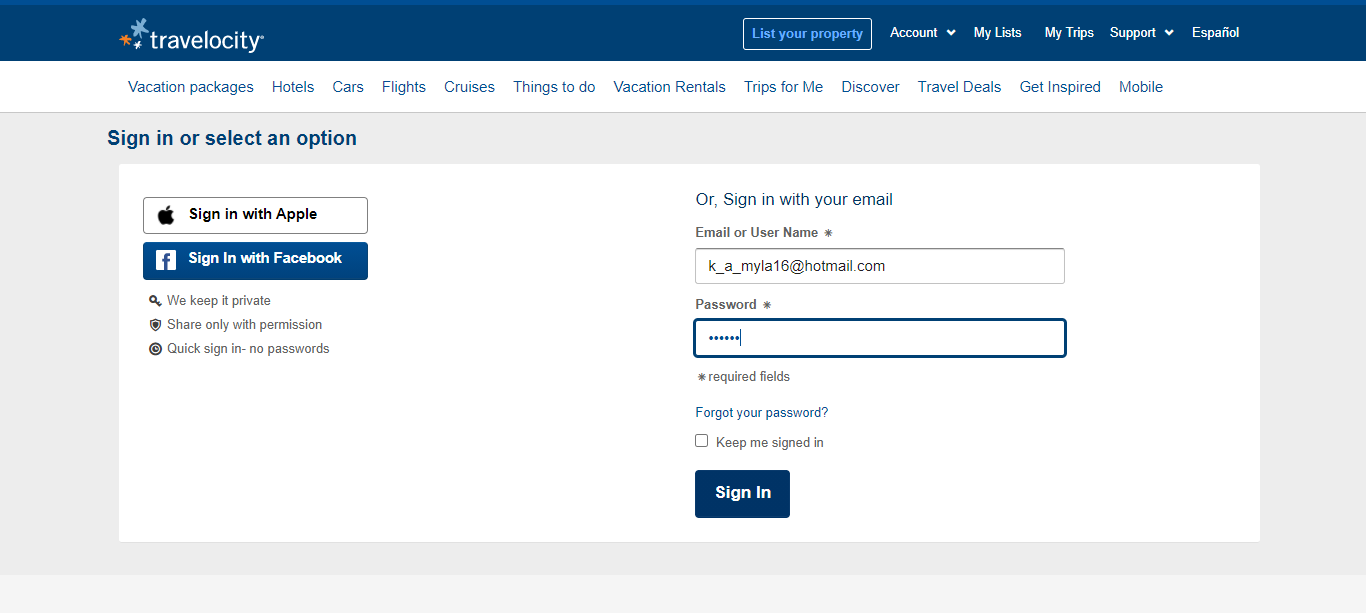 travelocity
List your property Account My Lists My Trips Support Español
Vacation packages Hotels Cars Flights Cruises Things to do Vacation Rentals Trips for Me Discover Travel Deals Get Inspired Mobile
Sign in or select an option
Sign in with Apple
Sign In with Facebook
We keep it private
Share only with permission
Quick sign in- no passwords
Or, Sign in with your email
Email or User Name *
k_a_myla16@hotmail.com
Password *
••••••
*required fields
Forgot your password?
Keep me signed in
Sign In